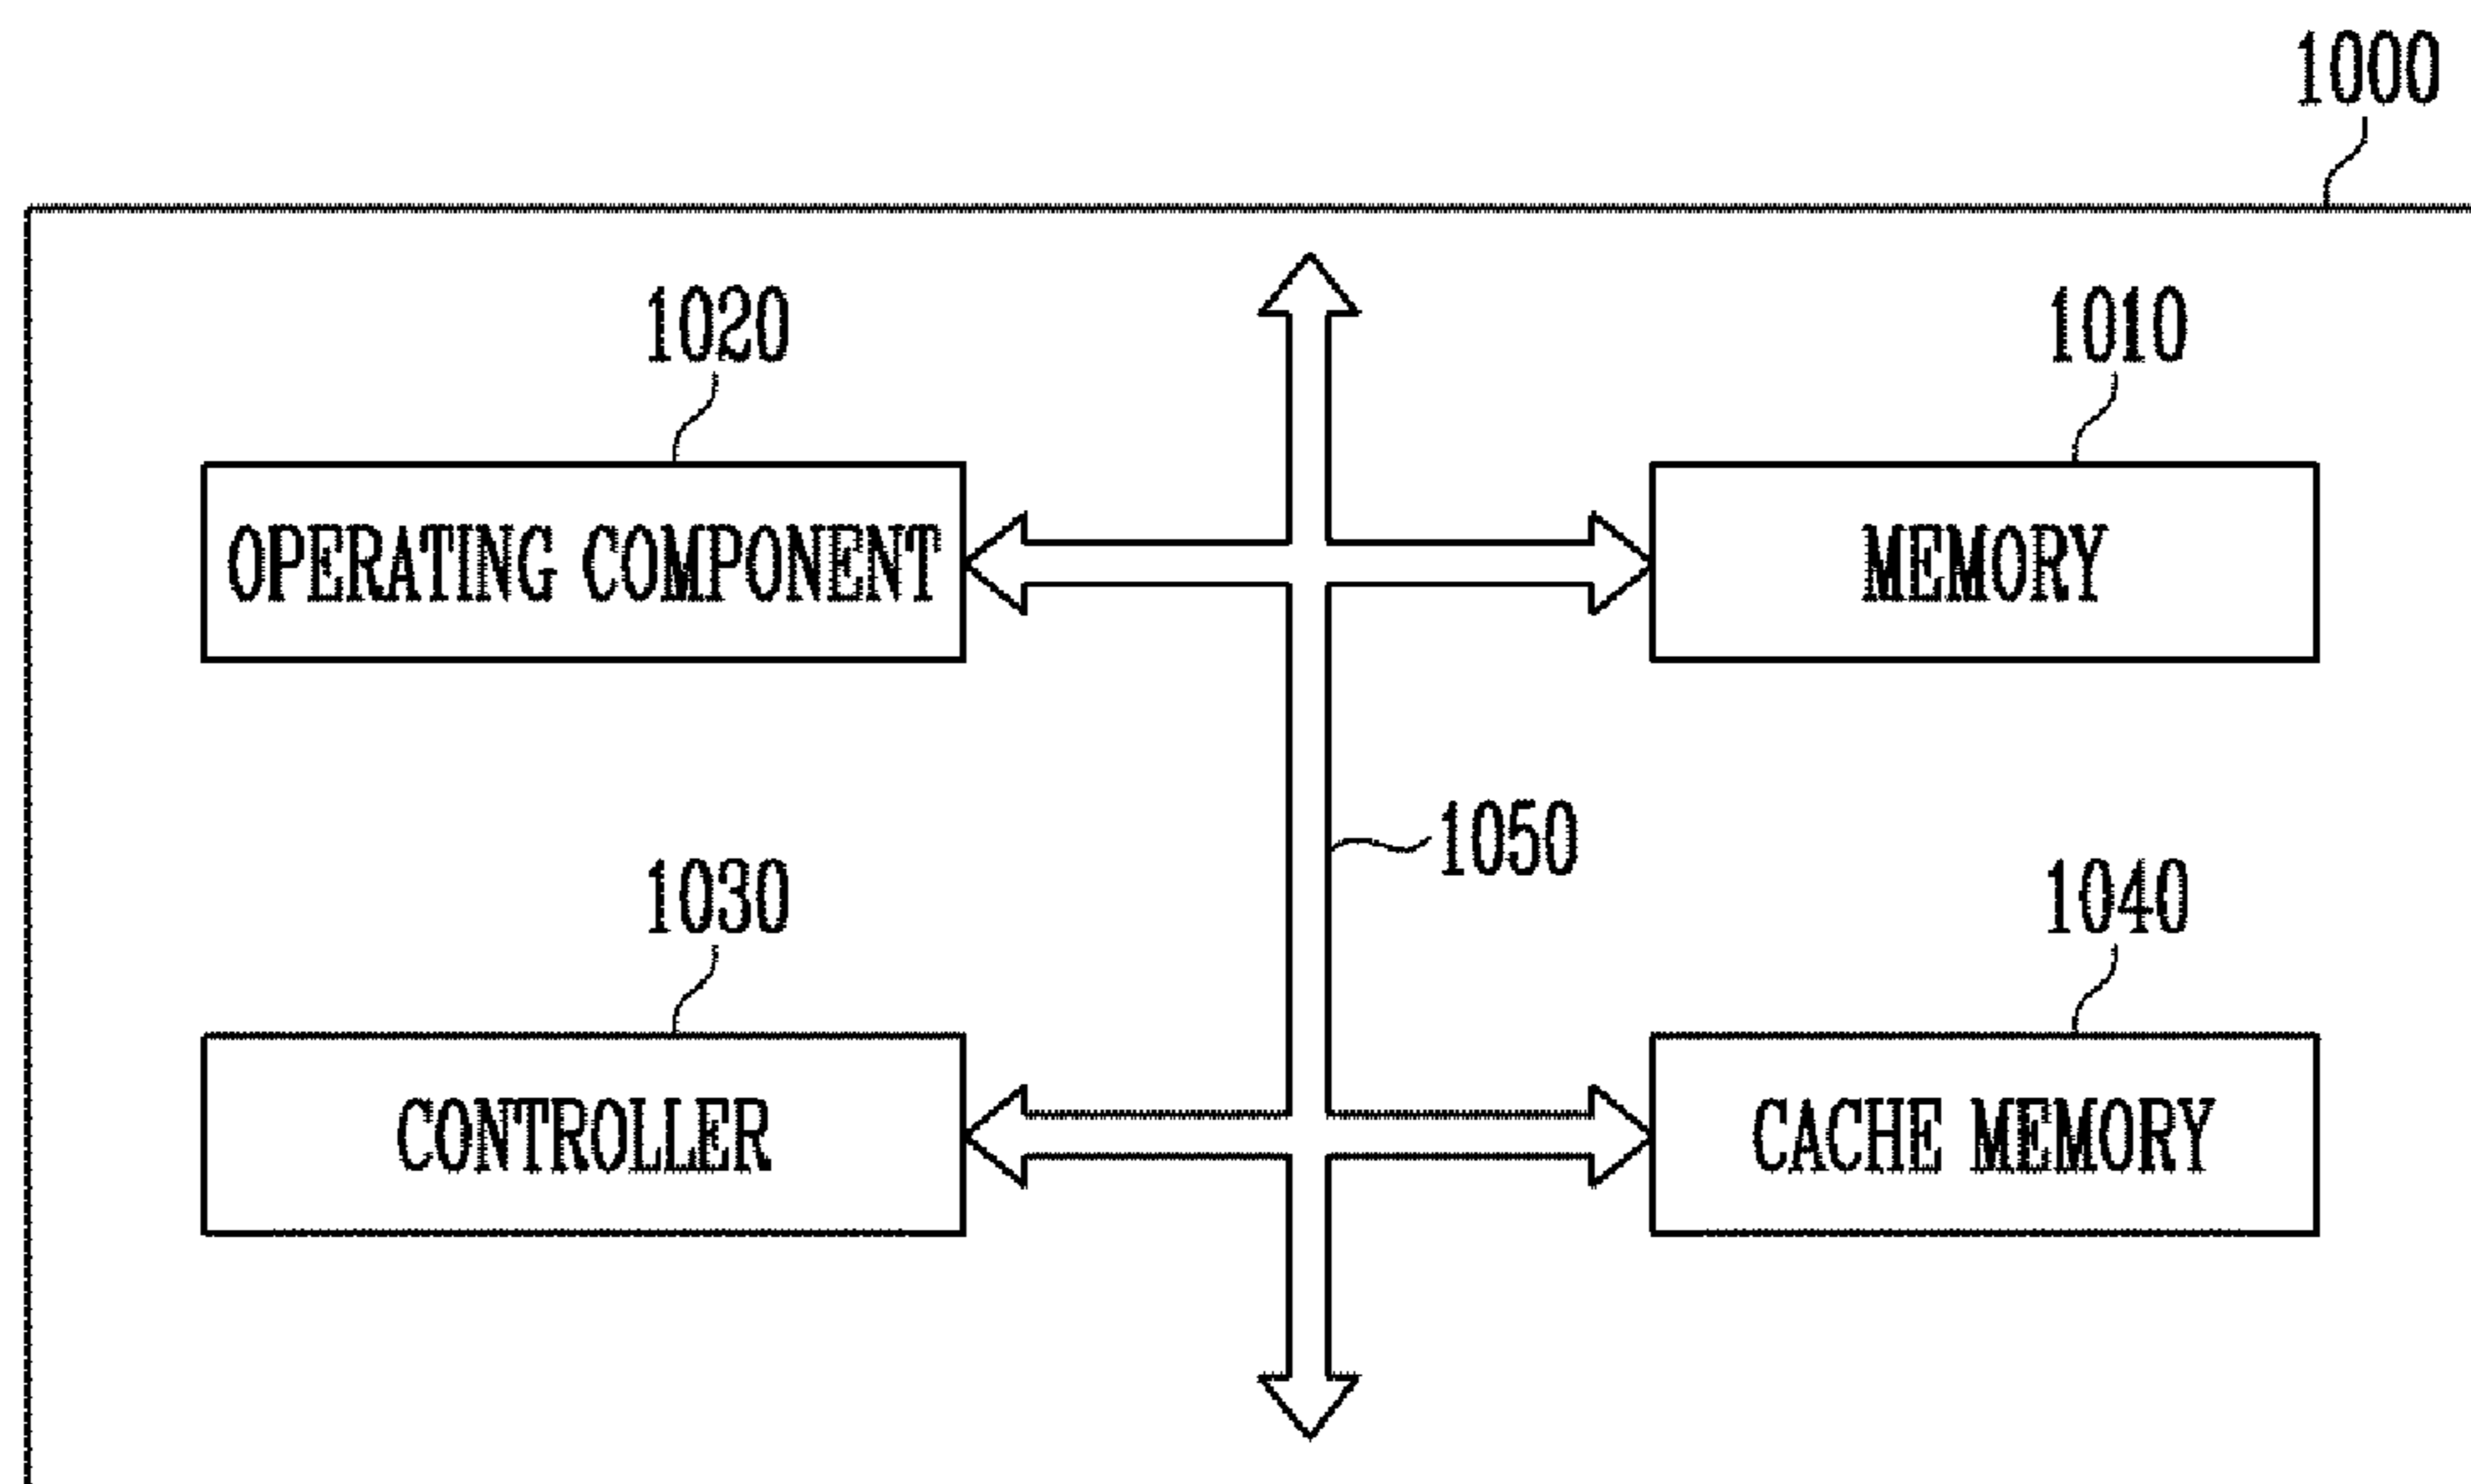 1000
1020
1010
OPERATING COMPONENT
MEMORY
1050
1030
1040
CONTROLLER
CACHE MEMORY